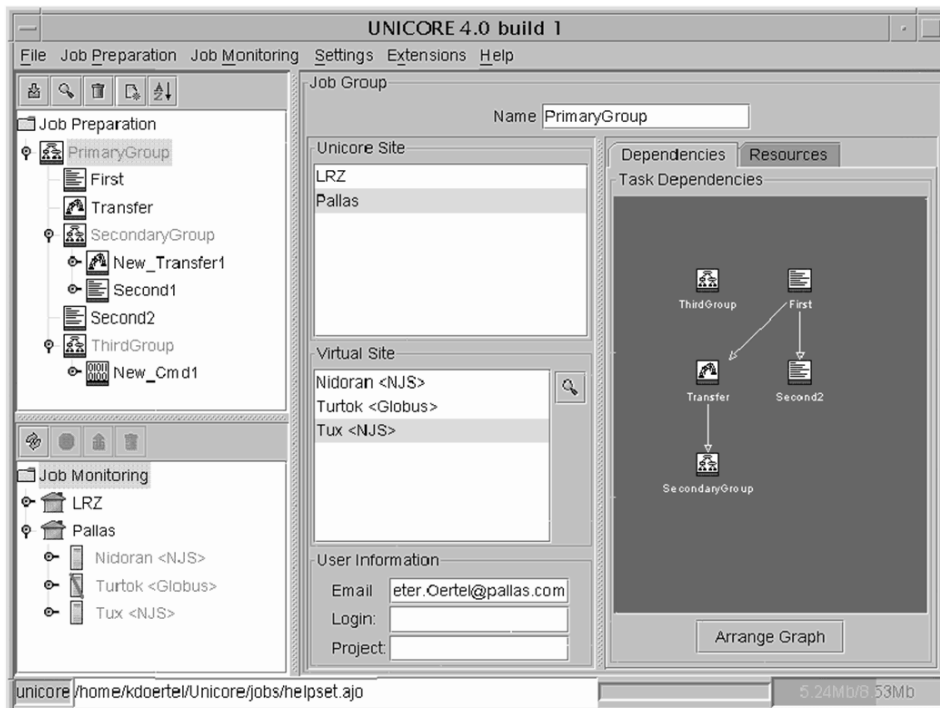 UNICORE 4.0 build 1
File Job Preparation Job Monitoring Settings Extensions Help
Job Preparation
PrimaryGroup
First
Transfer
SecondaryGroup
New_Transfer1
Second1
Second2
ThirdGroup
New_Cmd1
Job Monitoring
LRZ
Pallas
Nidoran <NJS>
Turtok <Globus>
Tux <NJS>
Job Group
Name PrimaryGroup
Unicore Site
LRZ
Pallas
Virtual Site
Nidoran <NJS>
Turtok <Globus>
Tux <NJS>
User Information
Email eter.Oertel@pallas.com
Login:
Project:
Dependencies Resources
Task Dependencies
ThirdGroup First
Transfer Second2
SecondaryGroup
Arrange Graph
unicore /home/kdoertel/Unicore/jobs/helpset.ajo 5.24Mb/8.53Mb